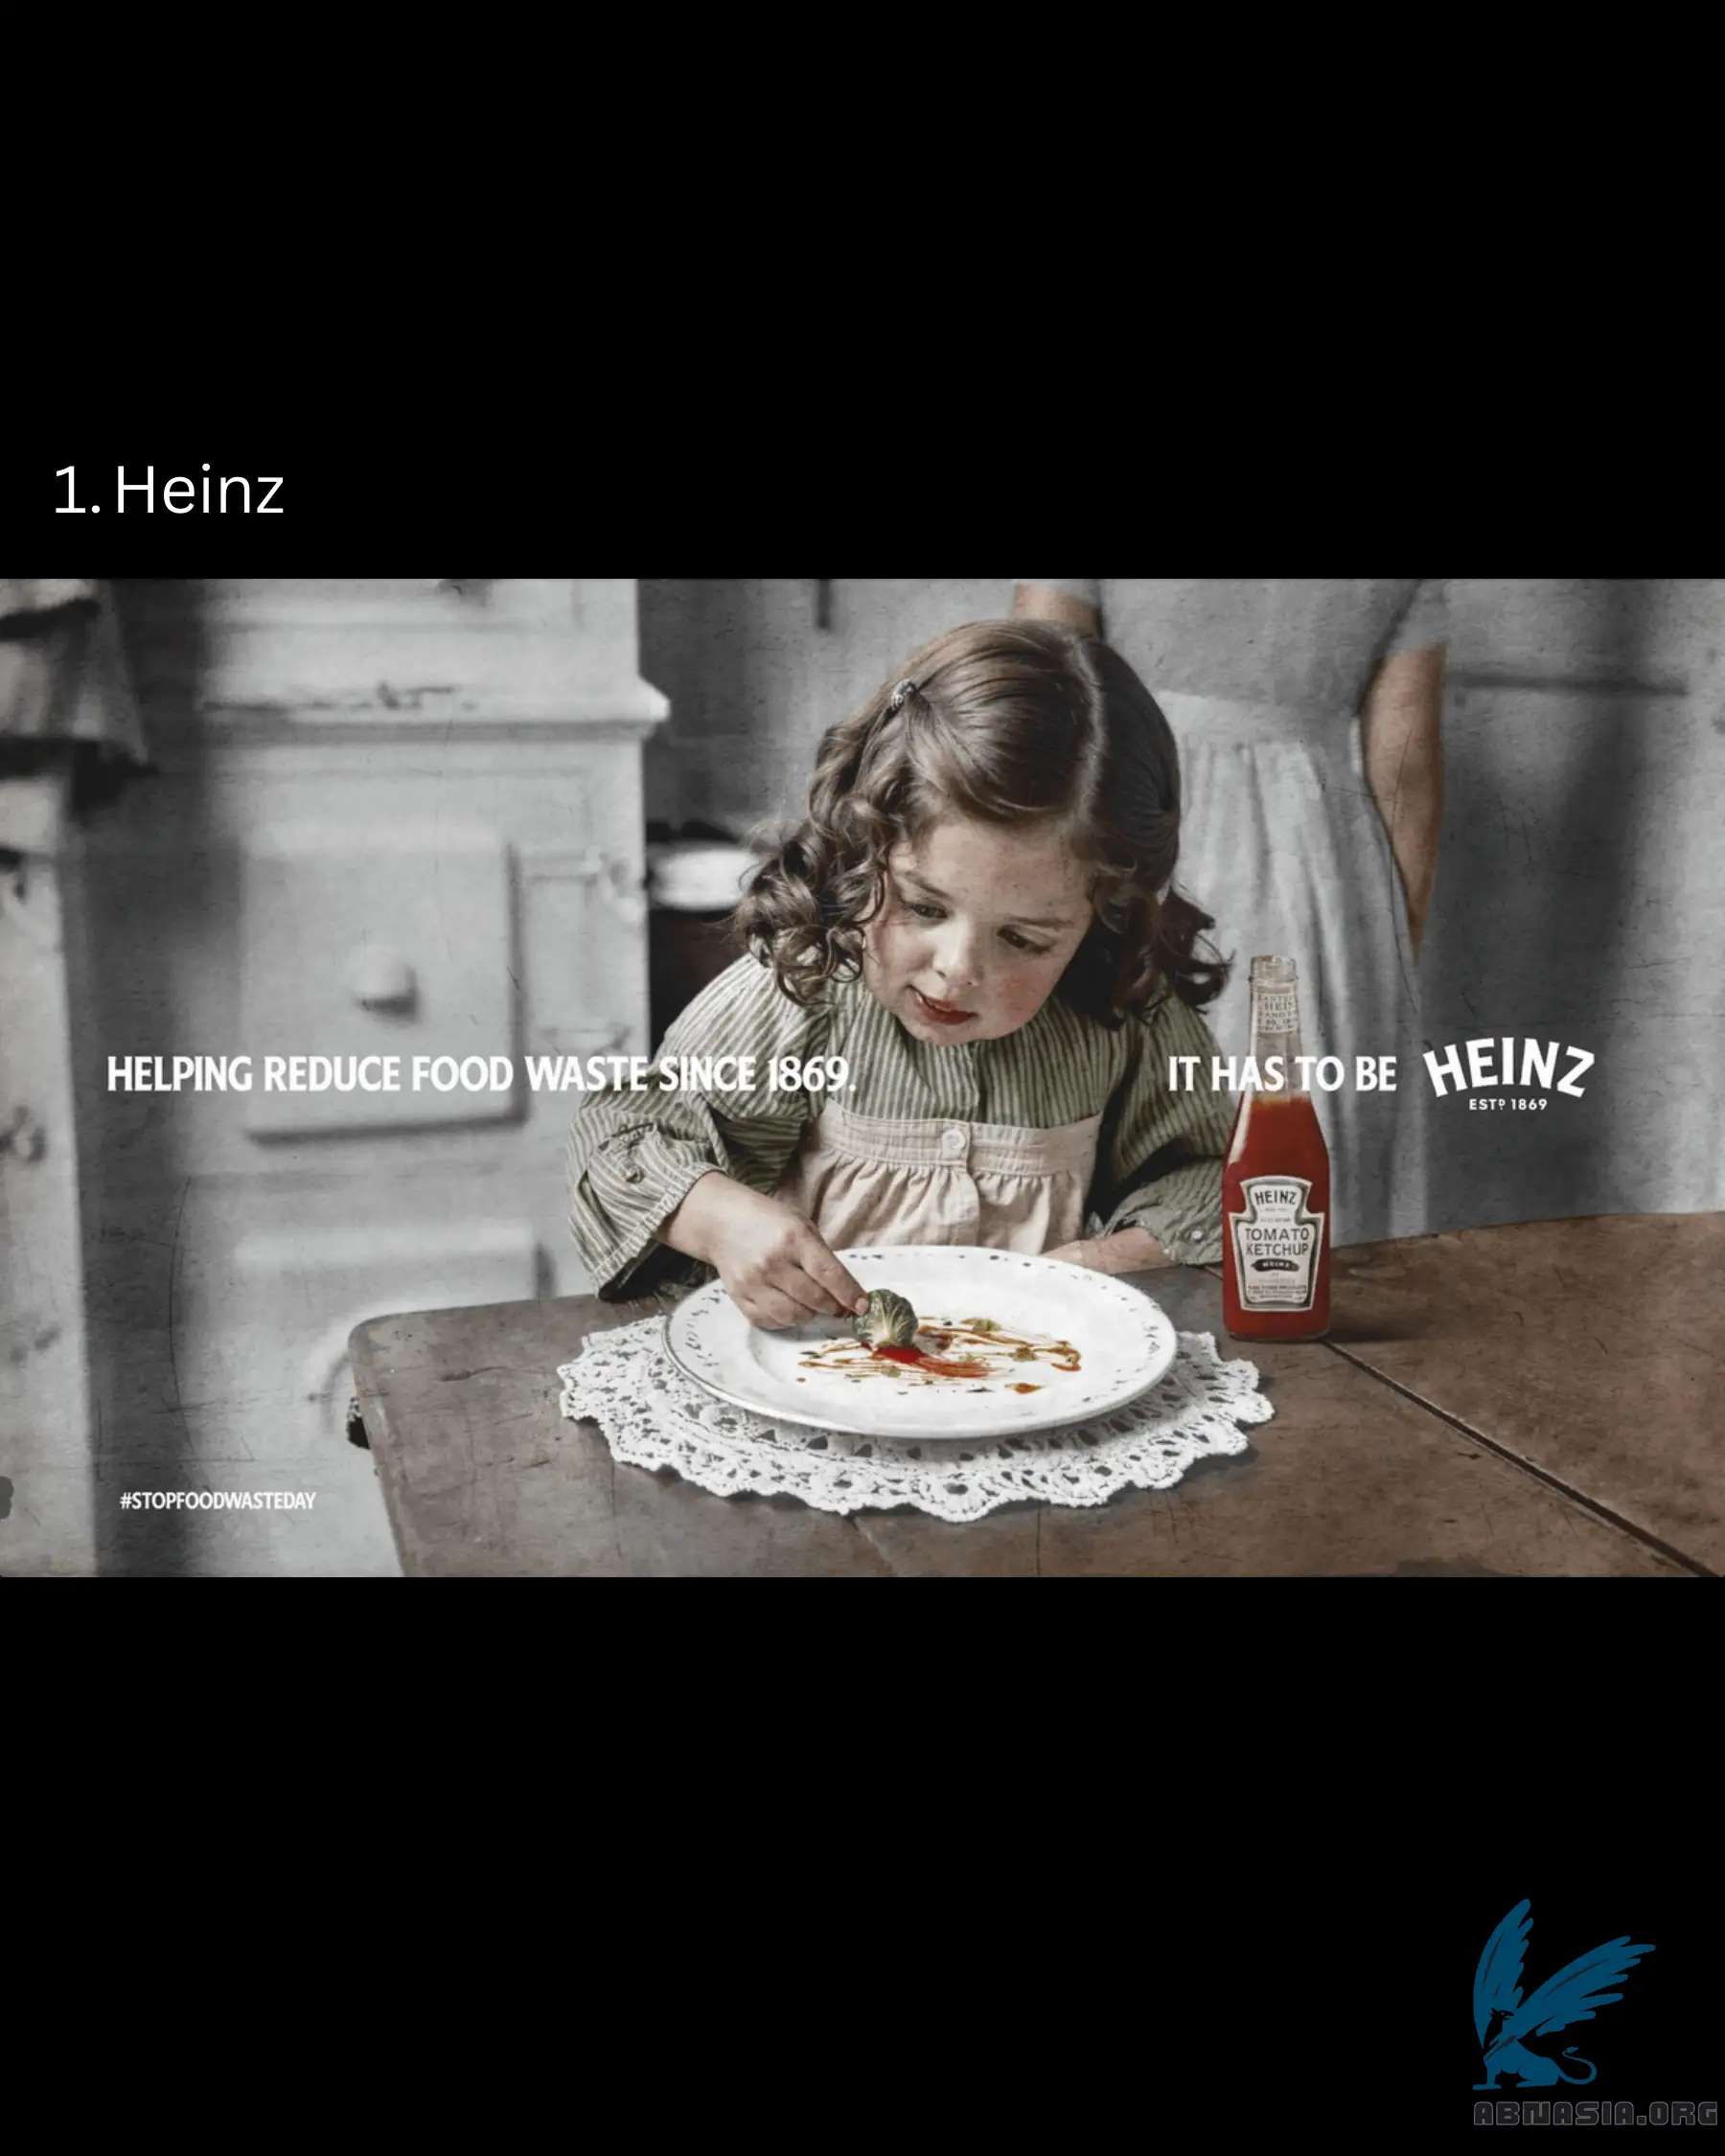 1. Heinz
HELPING REDUCE FOOD WASTE SINCE 1869.
IT HAS TO BE HEINZ
ESTD 1869
HEINZ
TOMATO
KETCHUP
HEINZ
#STOPFOODWASTEDAY
ABNASIA.ORG